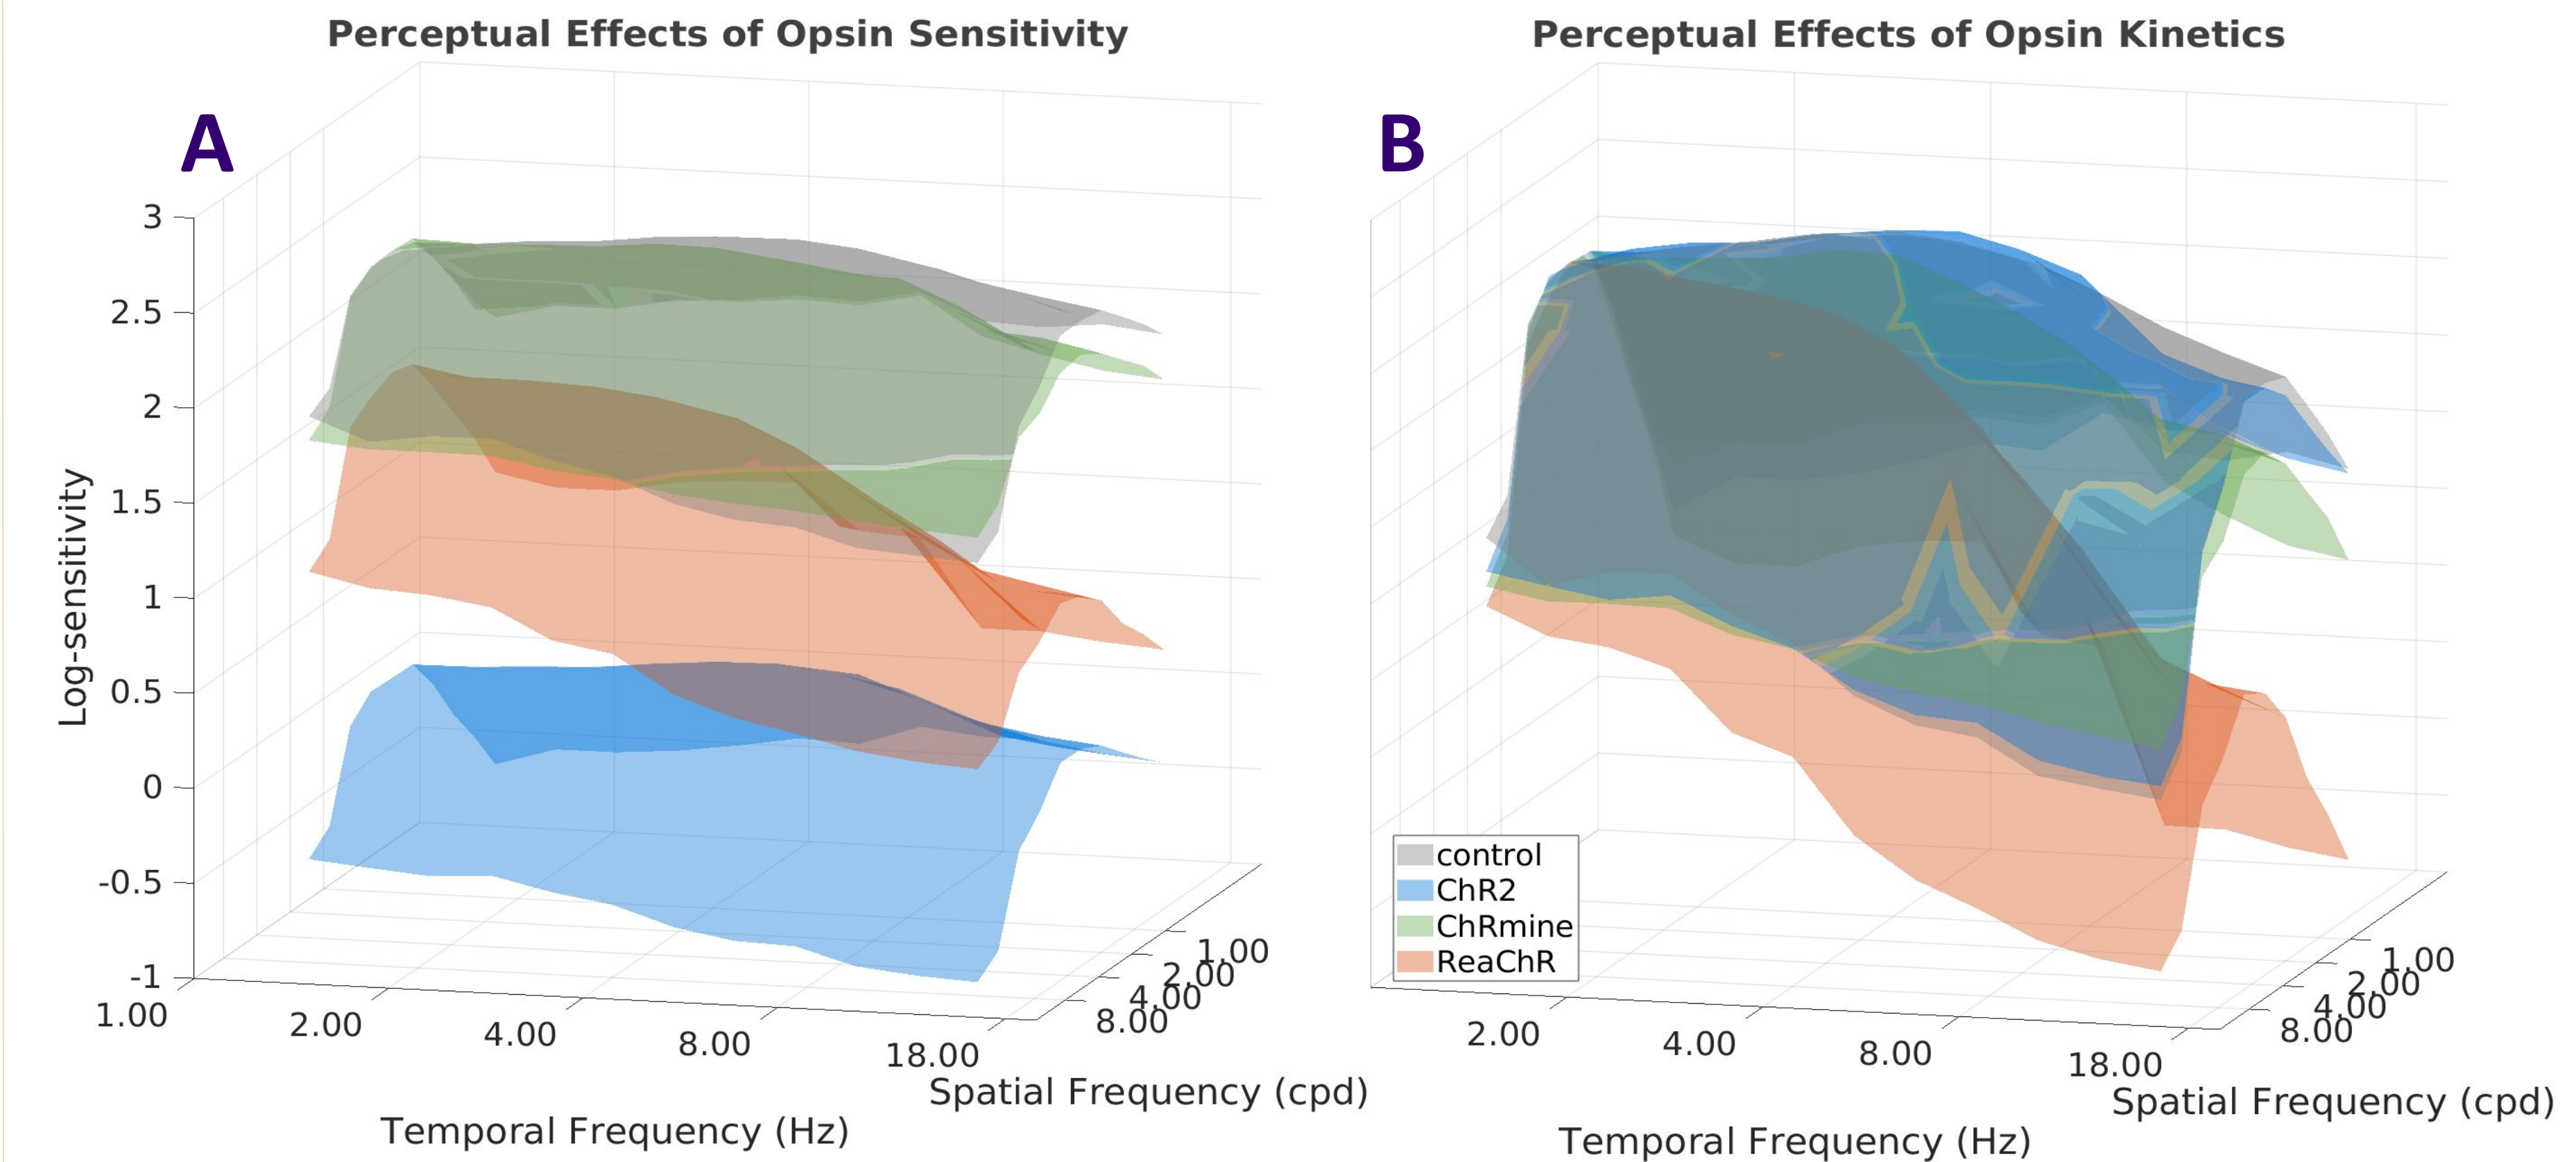 Perceptual Effects of Opsin Sensitivity
A
3
2.5
2
1.5
1
0.5
0
-0.5
-1
Log-sensitivity
1.00
2.00
4.00
8.00
18.00
Temporal Frequency (Hz)
1.00
2.00
4.00
8.00
Spatial Frequency (cpd)
Perceptual Effects of Opsin Kinetics
B
control
ChR2
ChRmine
ReaChR
2.00
4.00
8.00
18.00
Temporal Frequency (Hz)
1.00
2.00
4.00
8.00
Spatial Frequency (cpd)